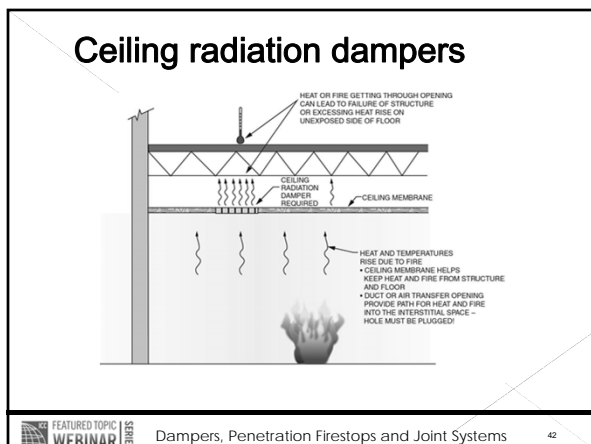 Ceiling radiation dampers
HEAT OR FIRE GETTING THROUGH OPENING
CAN LEAD TO FAILURE OF STRUCTURE
OR EXCESSING HEAT RISE ON
UNEXPOSED SIDE OF FLOOR
CEILING
RADIATION
DAMPER
REQUIRED
CEILING MEMBRANE
HEAT AND TEMPERATURES
RISE DUE TO FIRE
• CEILING MEMBRANE HELPS
KEEP HEAT AND FIRE FROM STRUCTURE
AND FLOOR
• DUCT OR AIR TRANSFER OPENING
PROVIDE PATH FOR HEAT AND FIRE
INTO THE INTERSTITIAL SPACE –
HOLE MUST BE PLUGGED!
ICC
FEATURED TOPIC
WEBINAR
SERIE
Dampers, Penetration Firestops and Joint Systems
42